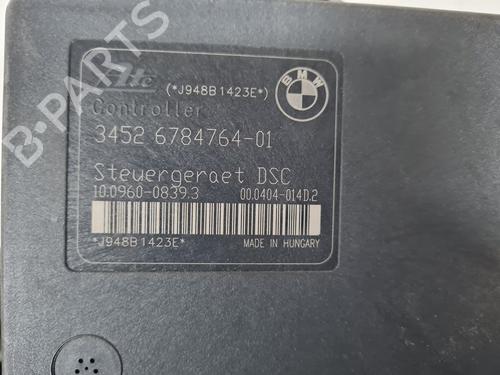 Ate
(*J948B1423E*)
BMW
Controller
3452 6784764-01
Steuergeraet DSC
10.0960-0839.3 00.0404-014D.2
*J948B1423E*
MADE IN HUNGARY
B-PARTS